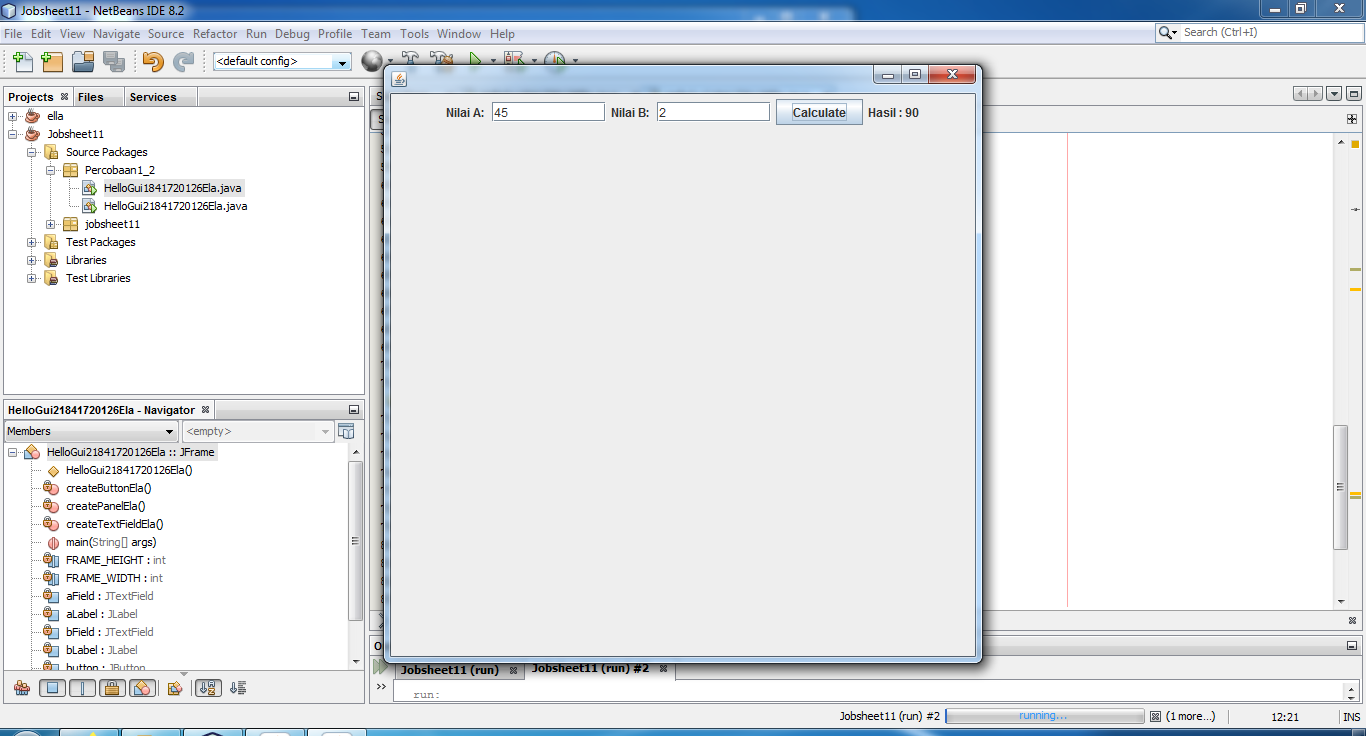 Jobsheet11 - NetBeans IDE 8.2
File Edit View Navigate Source Refactor Run Debug Profile Team Tools Window Help
Search (Ctrl+I)
<default config>
Projects Files Services
ella
Jobsheet11
Source Packages
Percobaan1_2
HelloGui1841720126Ela.java
HelloGui21841720126Ela.java
jobsheet11
Test Packages
Libraries
Test Libraries
Nilai A: 45 Nilai B: 2 Calculate Hasil : 90
HelloGui21841720126Ela - Navigator
Members <empty>
HelloGui21841720126Ela :: JFrame
HelloGui21841720126Ela()
createButtonEla()
createPanelEla()
createTextFieldEla()
main(String[] args)
FRAME_HEIGHT : int
FRAME_WIDTH : int
aField : JTextField
aLabel : JLabel
bField : JTextField
bLabel : JLabel
button : JButton
Jobsheet11 (run) Jobsheet11 (run) #2
run:
Jobsheet11 (run) #2 running... (1 more...) 12:21 INS